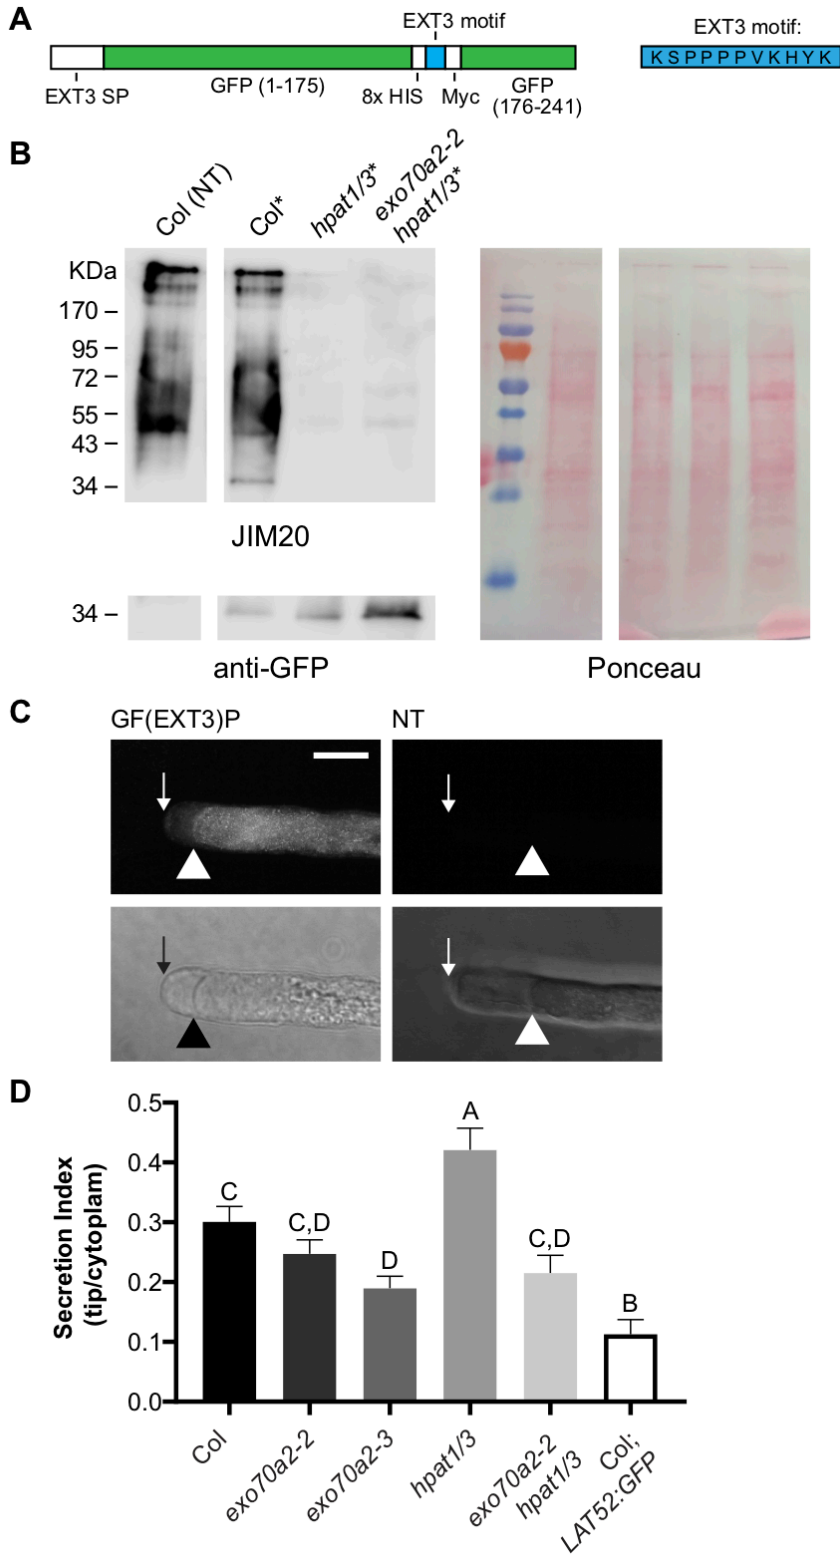 A
EXT3 motif
EXT3 motif:
K S P P P P V K H Y K
EXT3 SP
GFP (1-175)
8x HIS
Myc
GFP
(176-241)
B
Col (NT)
Col*
hpat1/3*
exo70a2-2
hpat1/3*
KDa
170
95
72
55
43
34
JIM20
34
anti-GFP
Ponceau
C
GF(EXT3)P
NT
D
Secretion Index
(tip/cytoplam)
0.5
0.4
0.3
0.2
0.1
0.0
C
C,D
D
A
C,D
B
Col
exo70a2-2
exo70a2-3
hpat1/3
exo70a2-2
hpat1/3
Col;
LAT52:GFP